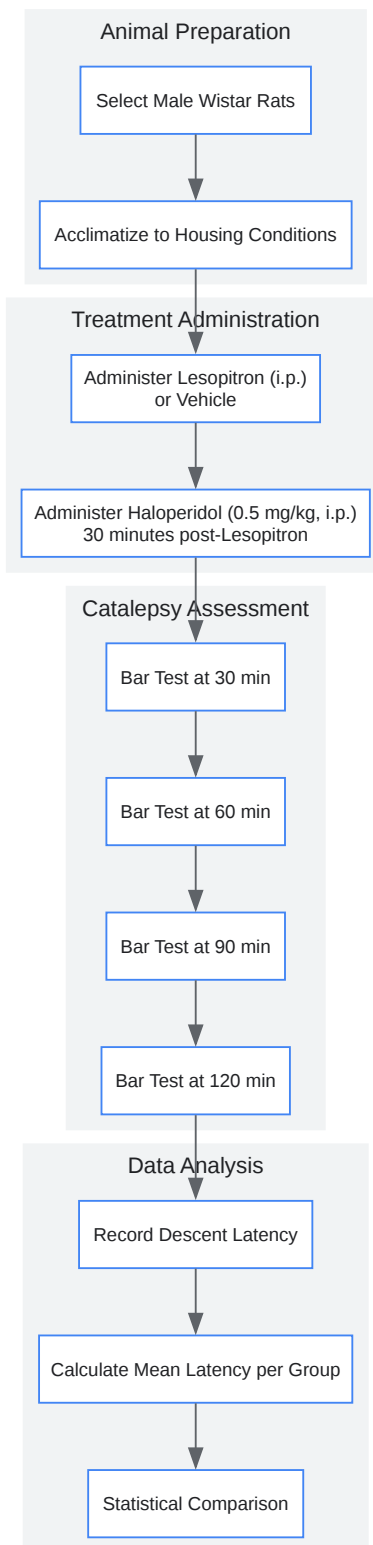 Animal Preparation
Select Male Wistar Rats
Acclimatize to Housing Conditions
Treatment Administration
Administer Lesopitron (i.p.)
or Vehicle
Administer Haloperidol (0.5 mg/kg, i.p.)
30 minutes post-Lesopitron
Catalepsy Assessment
Bar Test at 30 min
Bar Test at 60 min
Bar Test at 90 min
Bar Test at 120 min
Data Analysis
Record Descent Latency
Calculate Mean Latency per Group
Statistical Comparison